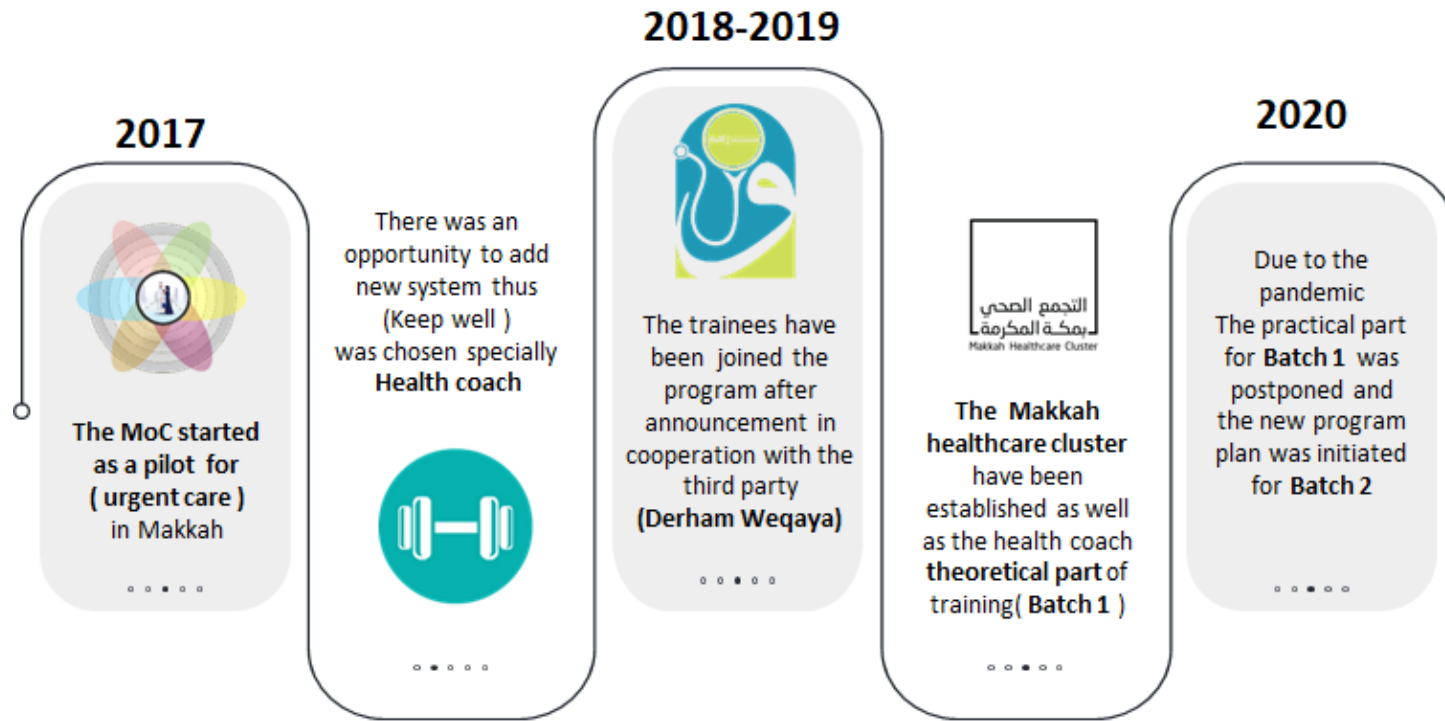 2017
The MoC started
as a pilot for
( urgent care )
in Makkah
There was an
opportunity to add
new system thus
(Keep well )
was chosen specially
Health coach
2018-2019
The trainees have
been joined the
program after
announcement in
cooperation with the
third party
(Derham Weqaya)
التجمع الصحي
بمكة المكرمة
Makkah Healthcare Cluster
The Makkah
healthcare cluster
have been
established as well
as the health coach
theoretical part of
training( Batch 1 )
2020
Due to the
pandemic
The practical part
for Batch 1 was
postponed and
the new program
plan was initiated
for Batch 2